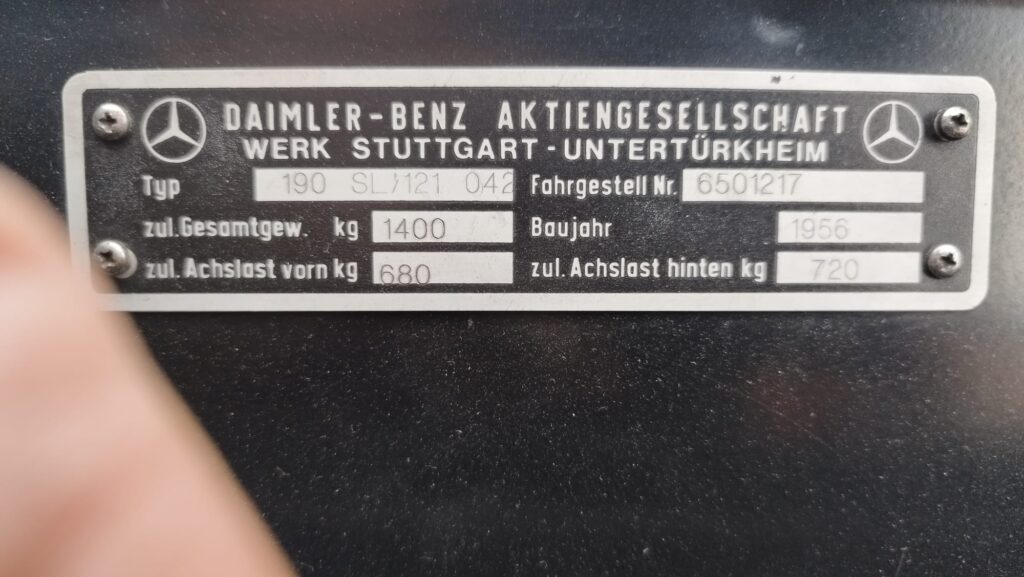 DAIMLER-BENZ AKTIENGESELLSCHAFT
WERK STUTTGART-UNTERTÜRKHEIM
Typ 190 SL/121 042 Fahrgestell Nr. 6501217
zul.Gesamtgew. kg 1400 Baujahr 1956
zul.Achslast vorn kg 680 zul.Achslast hinten kg 720